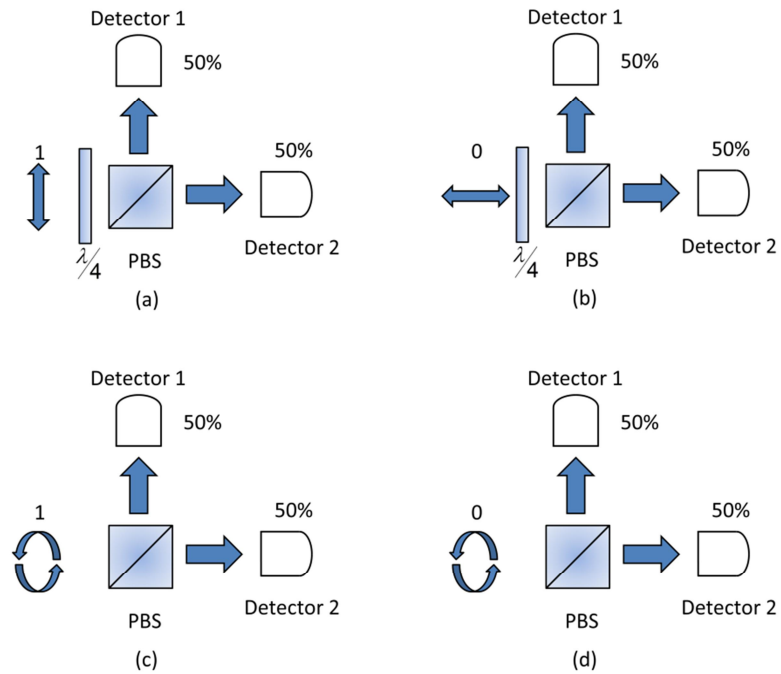 Detector 1
50%
1
50%
Detector 2
λ/4
PBS
(a)
Detector 1
50%
0
50%
Detector 2
λ/4
PBS
(b)
Detector 1
50%
1
50%
Detector 2
PBS
(c)
Detector 1
50%
0
50%
Detector 2
PBS
(d)